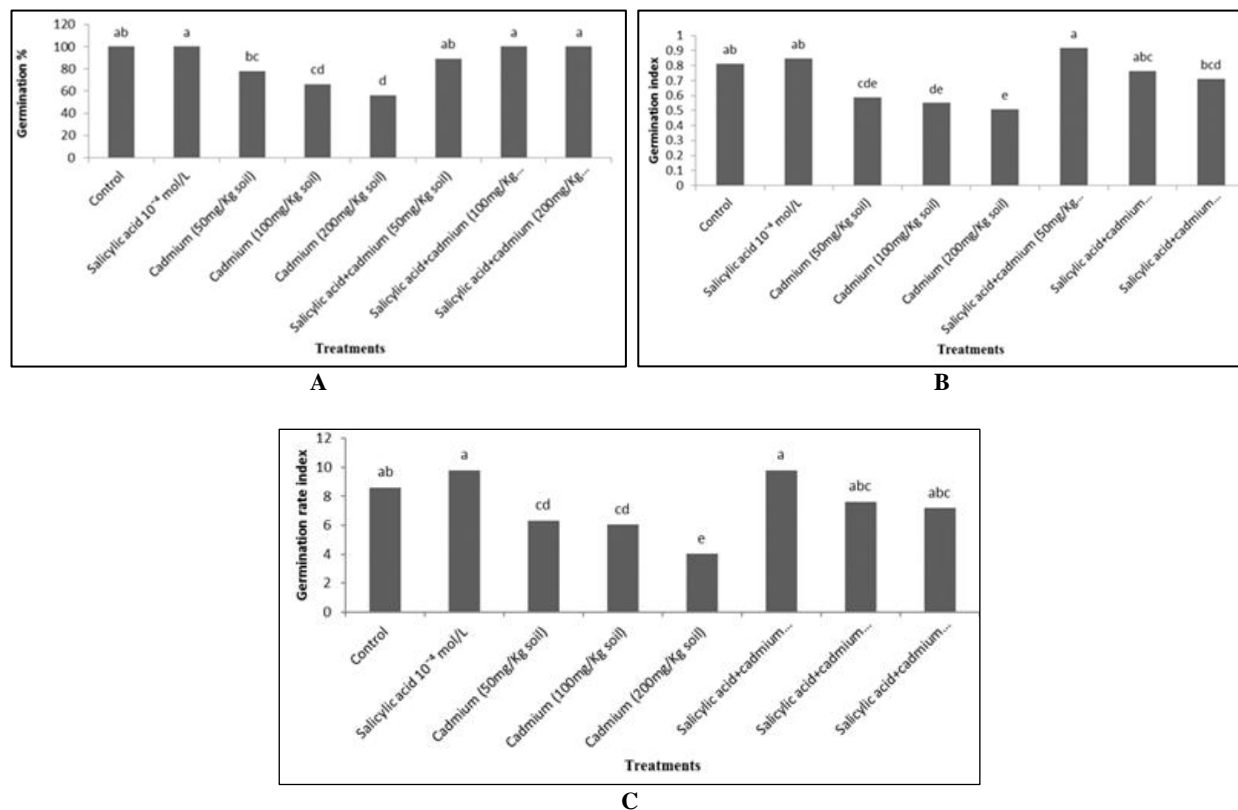 120
100
80
60
40
20
0
Germination %
ab
a
bc
cd
d
ab
a
a
Control
Salicylic acid 10⁻⁴ mol/L
Cadmium (50mg/Kg soil)
Cadmium (100mg/Kg soil)
Cadmium (200mg/Kg soil)
Salicylic acid+cadmium (50mg/Kg soil)
Salicylic acid+cadmium (100mg/Kg...
Salicylic acid+cadmium (200mg/Kg...
Treatments
A
1
0.9
0.8
0.7
0.6
0.5
0.4
0.3
0.2
0.1
0
Germination index
ab
ab
cde
de
e
a
abc
bcd
Control
Salicylic acid 10⁻⁴ mol/L
Cadmium (50mg/Kg soil)
Cadmium (100mg/Kg soil)
Cadmium (200mg/Kg soil)
Salicylic acid+cadmium (50mg/Kg...
Salicylic acid+cadmium...
Salicylic acid+cadmium...
Treatments
B
12
10
8
6
4
2
0
Germination rate index
ab
a
cd
cd
e
a
abc
abc
Control
Salicylic acid 10⁻⁴ mol/L
Cadmium (50mg/Kg soil)
Cadmium (100mg/Kg soil)
Cadmium (200mg/Kg soil)
Salicylic acid+cadmium...
Salicylic acid+cadmium...
Salicylic acid+cadmium...
Treatments
C